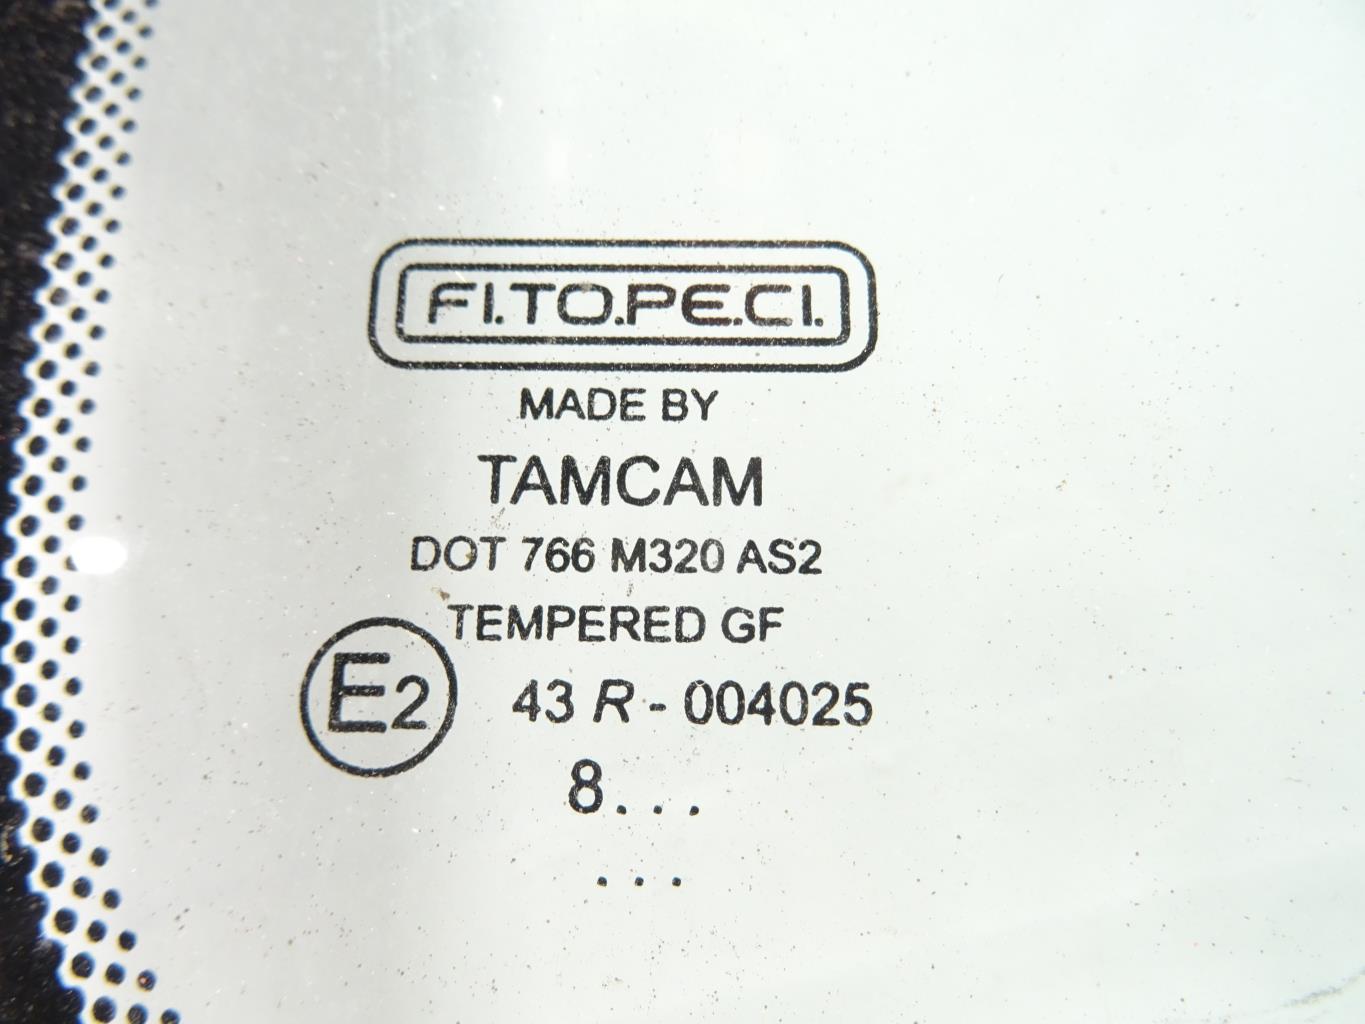 FI.TO.PE.CI.
MADE BY
TAMCAM
DOT 766 M320 AS2
TEMPERED GF
E2 43 R - 004025
8...
...